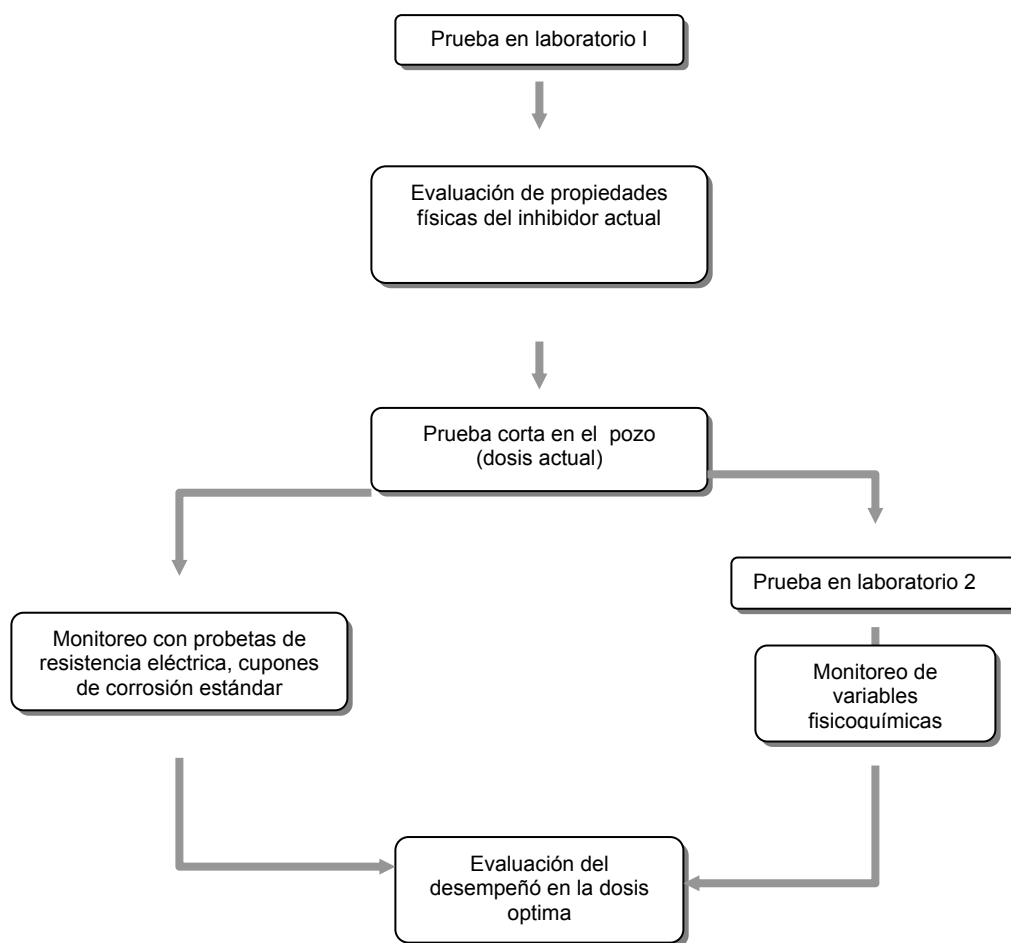 Prueba en laboratorio I
Evaluación de propiedades
físicas del inhibidor actual
Prueba corta en el pozo
(dosis actual)
Monitoreo con probetas de
resistencia eléctrica, cupones
de corrosión estándar
Prueba en laboratorio 2
Monitoreo de
variables
fisicoquímicas
Evaluación del
desempeñó en la dosis
optima